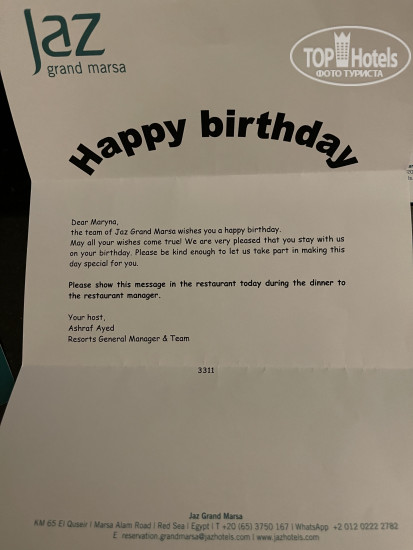 Jaz
grand marsa
TOP Hotels
ФОТО ТУРИСТА
Happy birthday
Dear Maryna,
the team of Jaz Grand Marsa wishes you a happy birthday.
May all your wishes come true! We are very pleased that you stay with us
on your birthday. Please be kind enough to let us take part in making this
day special for you.
Please show this message in the restaurant today during the dinner to
the restaurant manager.
Your host,
Ashraf Ayed
Resorts General Manager & Team
3311
Jaz Grand Marsa
KM 65 El Quseir | Marsa Alam Road | Red Sea | Egypt | T +20 (65) 3750 167 | WhatsApp +2 012 0222 2782
E reservation.grandmarsa@jazhotels.com | www.jazhotels.com